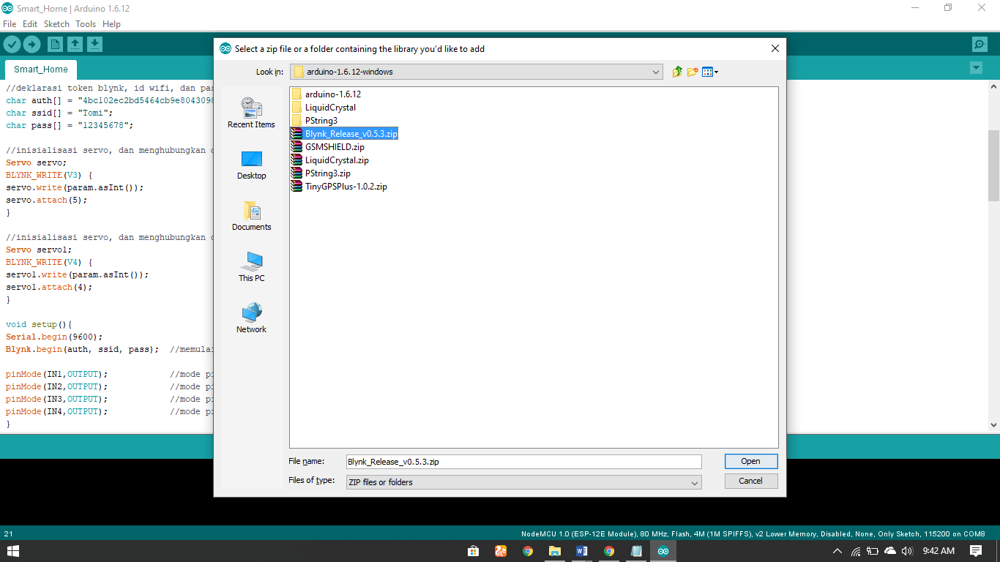 Smart_Home | Arduino 1.6.12
File Edit Sketch Tools Help
Smart_Home
//deklarasi token blynk, id wifi, dan pas
char auth[] = "4bc102ec2bd5464cb9e8043098
char ssid[] = "Tomi";
char pass[] = "12345678";
//inisialisasi servo, dan menghubungkan d
Servo servo;
BLYNK_WRITE(V3) {
servo.write(param.asInt());
servo.attach(5);
}
//inisialisasi servo, dan menghubungkan d
Servo servo1;
BLYNK_WRITE(V4) {
servo1.write(param.asInt());
servo1.attach(4);
}
void setup(){
Serial.begin(9600);
Blynk.begin(auth, ssid, pass); //memulai
pinMode(IN1,OUTPUT); //mode pi
pinMode(IN2,OUTPUT); //mode pi
pinMode(IN3,OUTPUT); //mode pi
pinMode(IN4,OUTPUT); //mode pi
}
Select a zip file or a folder containing the library you'd like to add
Look in: arduino-1.6.12-windows
Recent Items
Desktop
Documents
This PC
Network
arduino-1.6.12
LiquidCrystal
PString3
Blynk_Release_v0.5.3.zip
GSMSHIELD.zip
LiquidCrystal.zip
PString3.zip
TinyGPSPlus-1.0.2.zip
File name: Blynk_Release_v0.5.3.zip Open
Files of type: ZIP files or folders Cancel
21 NodeMCU 1.0 (ESP-12E Module), 80 MHz, Flash, 4M (1M SPIFFS), v2 Lower Memory, Disabled, None, Only Sketch, 115200 on COM8
9:42 AM